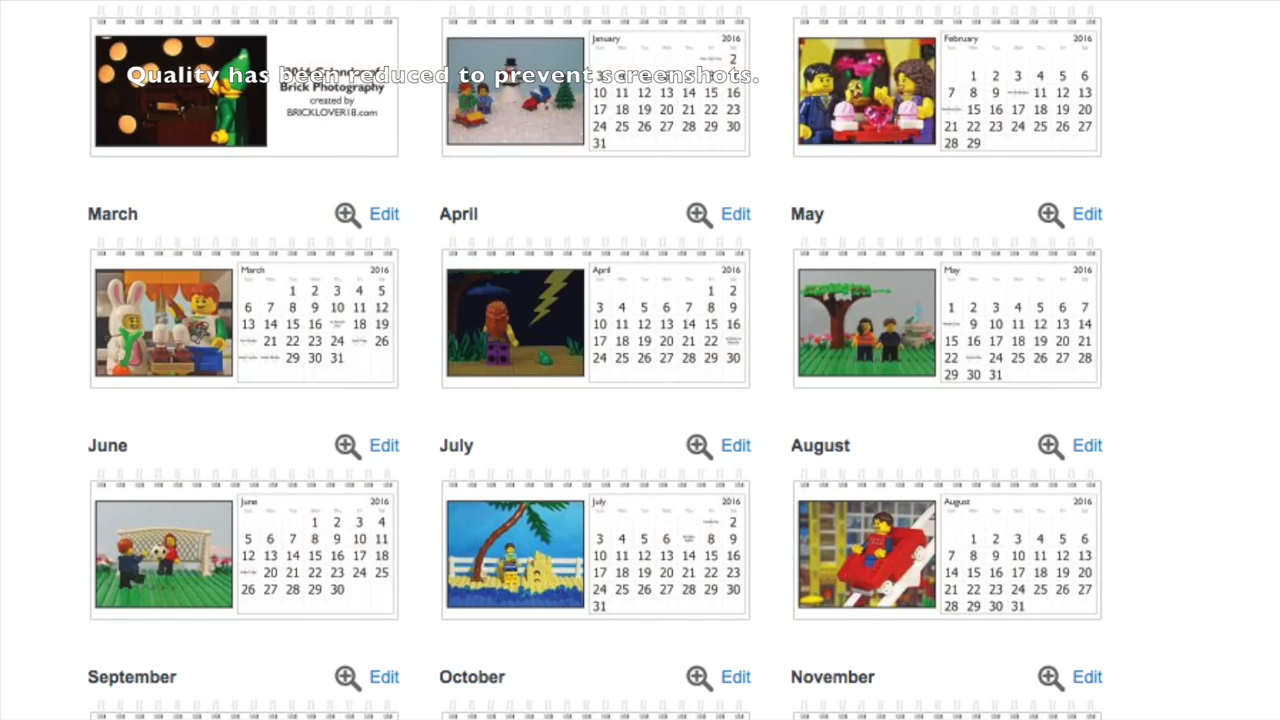 Quality has been reduced to prevent screenshots.
Brick Photography
created by
BRICKLOVER18.com
January 2016
2
3 4 5 6 7 8 9
10 11 12 13 14 15 16
17 18 19 20 21 22 23
24 25 26 27 28 29 30
31
February 2016
1 2 3 4 5 6
7 8 9 11 12 13
15 16 17 18 19 20
21 22 23 24 25 26 27
28 29
March Edit
April Edit
May Edit
March 2016
1 2 3 4 5
6 7 8 9 10 11 12
13 14 15 16 18 19
21 22 23 24 26
29 30 31
April 2016
1 2
3 4 5 6 7 8 9
10 11 12 13 14 15 16
17 18 19 20 21 22
24 25 26 27 28 29 30
May 2016
1 2 3 4 5 6 7
9 10 11 12 13 14
15 16 17 18 19 20 21
22 24 25 26 27 28
29 30 31
June Edit
July Edit
August Edit
June 2016
1 2 3 4
5 6 7 8 9 10 11
12 13 14 15 16 17 18
20 21 22 23 24 25
26 27 28 29 30
July 2016
2
3 4 5 6 8 9
10 11 12 13 14 15 16
17 18 19 20 21 22 23
24 25 26 27 28 29 30
31
August 2016
1 2 3 4 5 6
7 8 9 10 11 12 13
14 15 16 17 18 19 20
21 22 23 24 25 26 27
28 29 30 31
September Edit
October Edit
November Edit